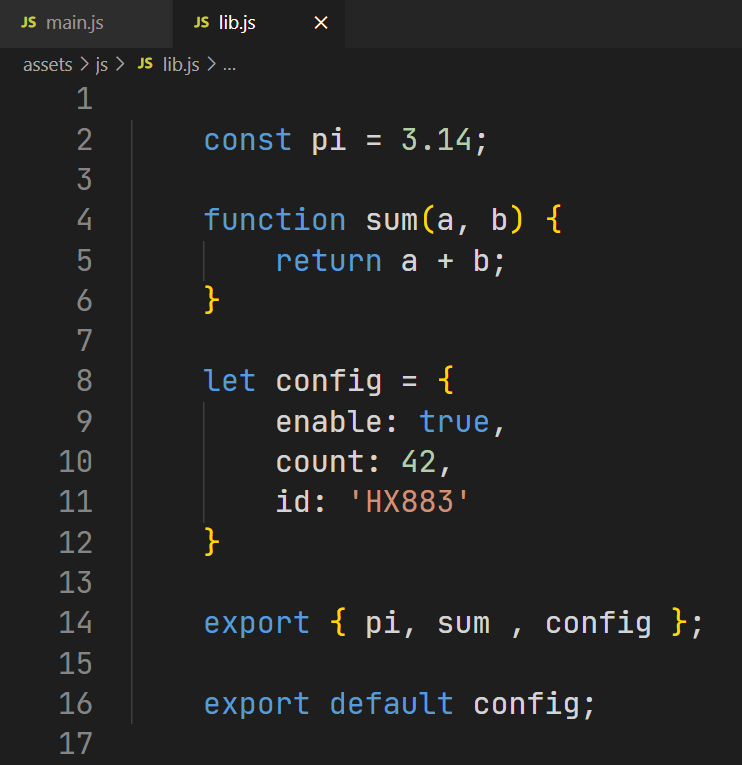 JS main.js JS lib.js ×
assets > js > JS lib.js > ...
1
2 const pi = 3.14;
3
4 function sum(a, b) {
5     return a + b;
6 }
7
8 let config = {
9     enable: true,
10     count: 42,
11     id: 'HX883'
12 }
13
14 export { pi, sum , config };
15
16 export default config;
17